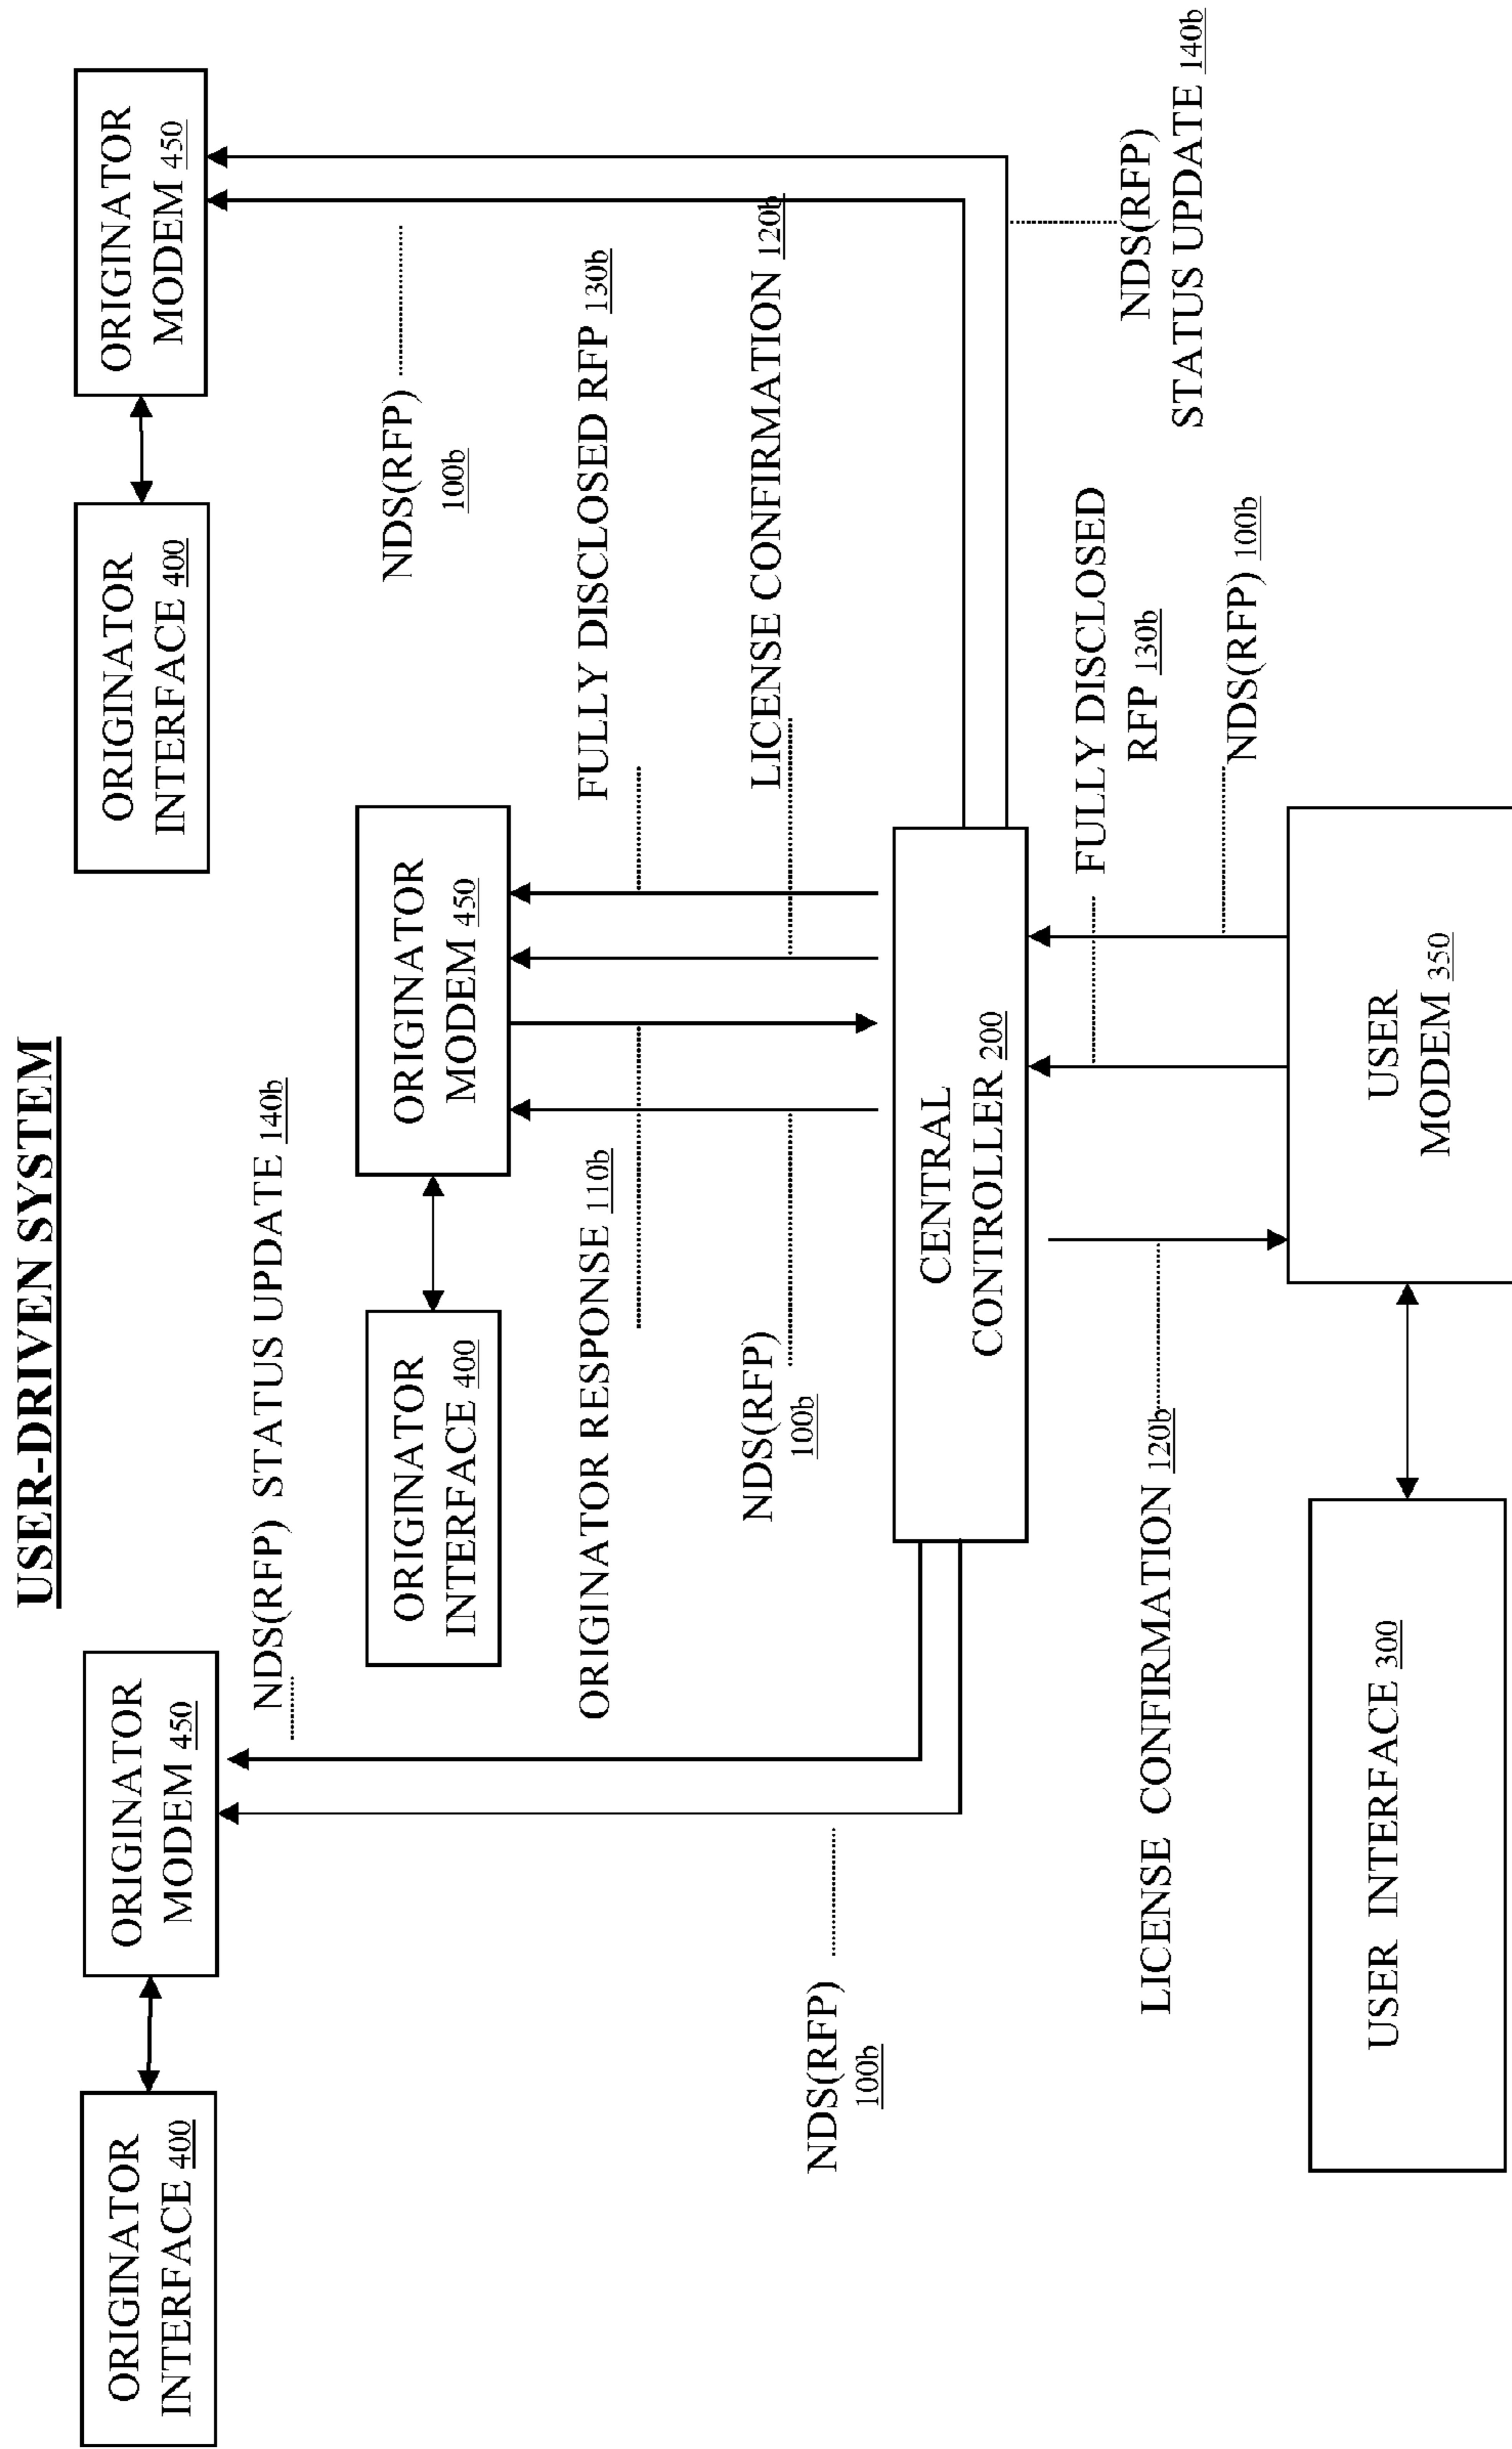 USER-DRIVEN SYSTEM
ORIGINATOR
INTERFACE 400
ORIGINATOR
MODEM 450
ORIGINATOR
INTERFACE 400
ORIGINATOR
MODEM 450
NDS(RFP) STATUS UPDATE 140b
ORIGINATOR
INTERFACE 400
ORIGINATOR
MODEM 450
NDS(RFP)
100b
ORIGINATOR RESPONSE 110b
FULLY DISCLOSED RFP 130b
NDS(RFP)
100b
LICENSE CONFIRMATION 120b
NDS(RFP)
100b
CENTRAL
CONTROLLER 200
FULLY DISCLOSED
RFP 130b
NDS(RFP)
STATUS UPDATE 140b
LICENSE CONFIRMATION 120b
NDS(RFP) 100b
USER INTERFACE 300
USER
MODEM 350